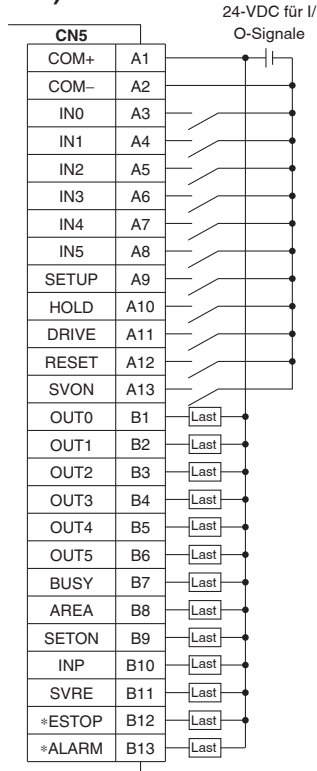 24-VDC für I/
O-Signale
CN5
COM+ A1
COM– A2
IN0 A3
IN1 A4
IN2 A5
IN3 A6
IN4 A7
IN5 A8
SETUP A9
HOLD A10
DRIVE A11
RESET A12
SVON A13
OUT0 B1 Last
OUT1 B2 Last
OUT2 B3 Last
OUT3 B4 Last
OUT4 B5 Last
OUT5 B6 Last
BUSY B7 Last
AREA B8 Last
SETON B9 Last
INP B10 Last
SVRE B11 Last
∗ESTOP B12 Last
∗ALARM B13 Last